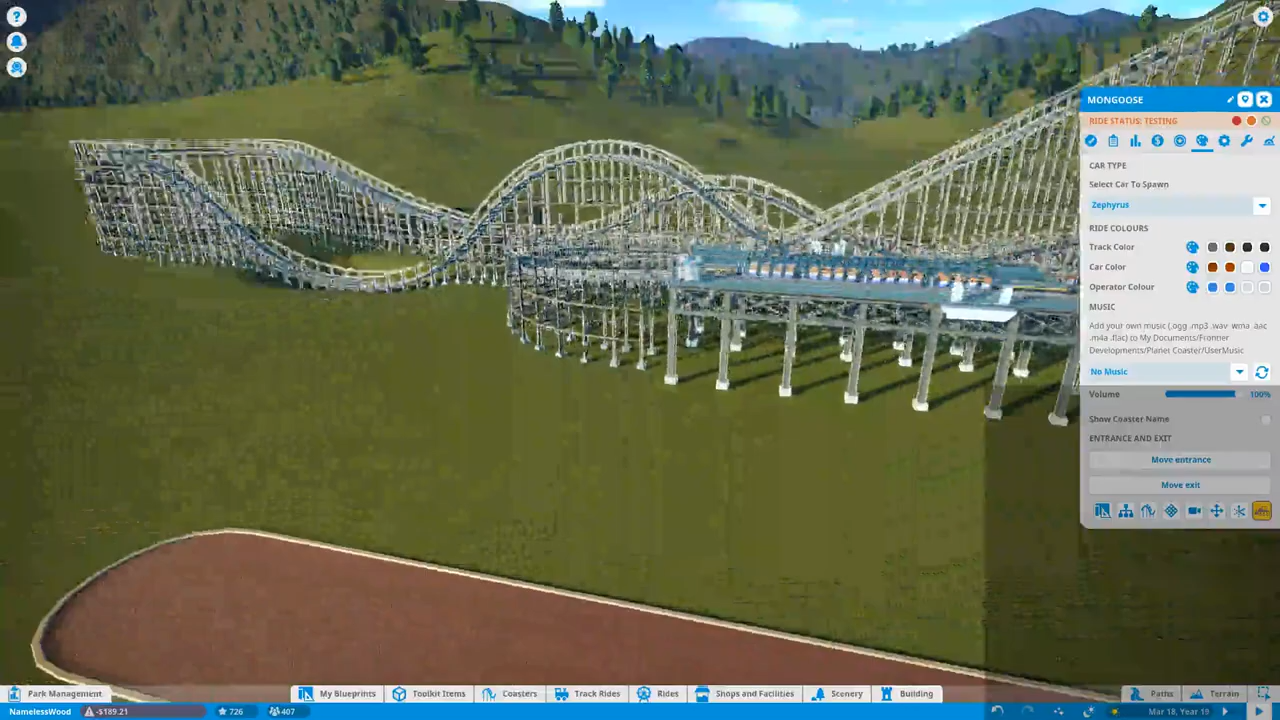 MONGOOSE
RIDE STATUS: TESTING
CAR TYPE
Select Car To Spawn
Zephyrus
RIDE COLOURS
Track Color
Car Color
Operator Colour
MUSIC
Add your own music (.ogg .mp3 .wav .wma .aac
.m4a .flac) to My Documents/Frontier
Developments/Planet Coaster/UserMusic
No Music
Volume 100%
Show Coaster Name
ENTRANCE AND EXIT
Move entrance
Move exit
Park Management My Blueprints Toolkit Items Coasters Track Rides Rides Shops and Facilities Scenery Building Paths Terrain
NamelessWood -$189.21 726 407 Mar 18, Year 19